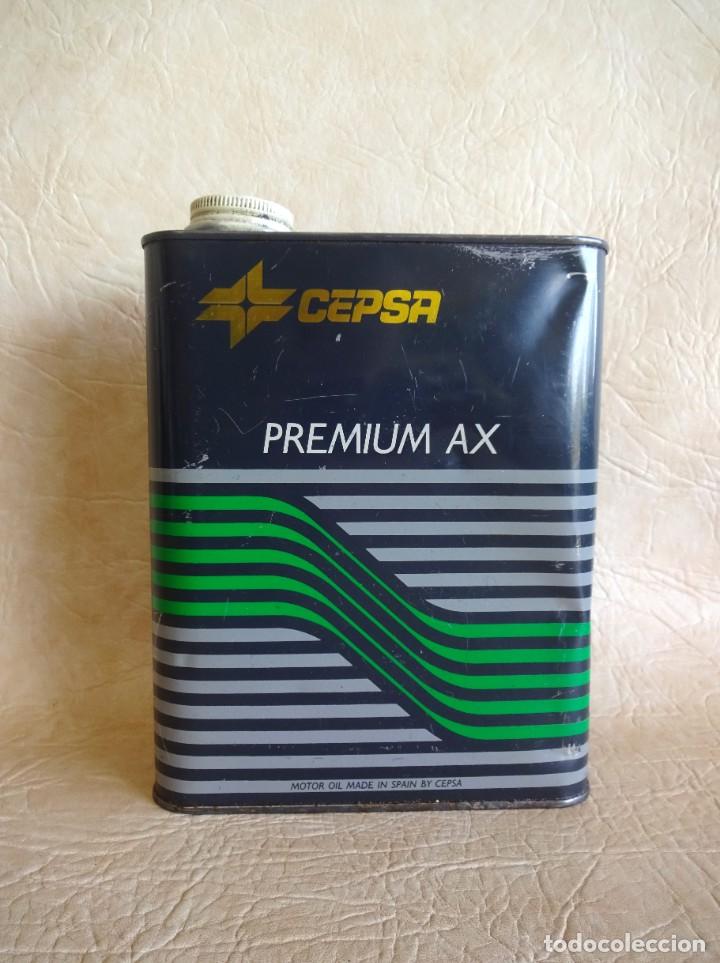 CEPSA
PREMIUM AX
MOTOR OIL MADE IN SPAIN BY CEPSA
todocoleccion